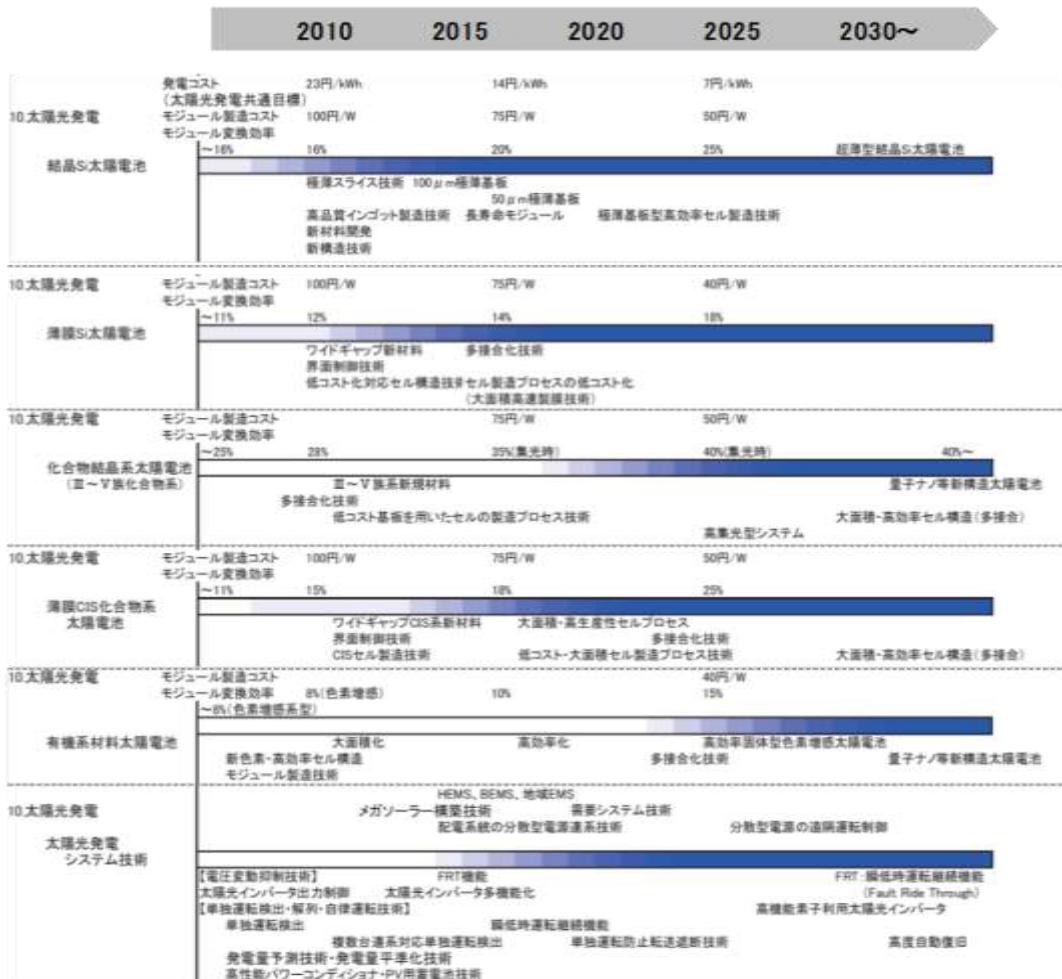 2010 2015 2020 2025 2030～
発電コスト 23円/kWh 14円/kWh 7円/kWh
(太陽光発電共通目標)
10.太陽光発電 モジュール製造コスト 100円/W 75円/W 50円/W
モジュール変換効率
～16% 16% 20% 25% 超薄型結晶Si太陽電池
結晶Si太陽電池
極薄スライス技術 100μm極薄基板
50μm極薄基板
高品質インゴット製造技術 長寿命モジュール 極薄基板型高効率セル製造技術
新材料開発
新構造技術
10.太陽光発電 モジュール製造コスト 100円/W 75円/W 40円/W
モジュール変換効率
～11% 12% 14% 18%
薄膜Si太陽電池
ワイドギャップ新材料 多接合化技術
界面制御技術
低コスト化対応セル構造技術 セル製造プロセスの低コスト化
(大面積高速製膜技術)
10.太陽光発電 モジュール製造コスト 75円/W 50円/W
モジュール変換効率
～25% 28% 35%(集光時) 40%(集光時) 40%～
化合物結晶系太陽電池
(Ⅲ～Ⅴ族化合物系) Ⅲ～Ⅴ族系新規材料 量子ナノ等新構造太陽電池
多接合化技術
低コスト基板を用いたセルの製造プロセス技術 大面積・高効率セル構造(多接合)
高集光型システム
10.太陽光発電 モジュール製造コスト 100円/W 75円/W 50円/W
モジュール変換効率
～11% 15% 18% 25%
薄膜CIS化合物系
太陽電池 ワイドギャップCIS系新材料 大面積・高生産性セルプロセス
界面制御技術 多接合化技術
CISセル製造技術 低コスト・大面積セル製造プロセス技術 大面積・高効率セル構造(多接合)
10.太陽光発電 モジュール製造コスト 40円/W
モジュール変換効率 8%(色素増感) 10% 15%
～8%(色素増感系型)
有機系材料太陽電池 大面積化 高効率化 高効率固体型色素増感太陽電池
新色素・高効率セル構造 多接合化技術 量子ナノ等新構造太陽電池
モジュール製造技術
HEMS、BEMS、地域EMS
10.太陽光発電 メガソーラー構築技術 需要システム技術
配電系統の分散型電源連系技術 分散型電源の遠隔運転制御
太陽光発電
システム技術
【電圧変動抑制技術】 FRT機能 FRT:瞬低時運転継続機能
太陽光インバータ出力制御 太陽光インバータ多機能化 (Fault Ride Through)
【単独運転検出・解列・自律運転技術】 高機能素子利用太陽光インバータ
単独運転検出 瞬低時運転継続機能
複数台連系対応単独運転検出 単独運転防止転送遮断技術 高度自動復旧
発電量予測技術・発電量平準化技術
高性能パワーコンディショナ・PV用蓄電池技術